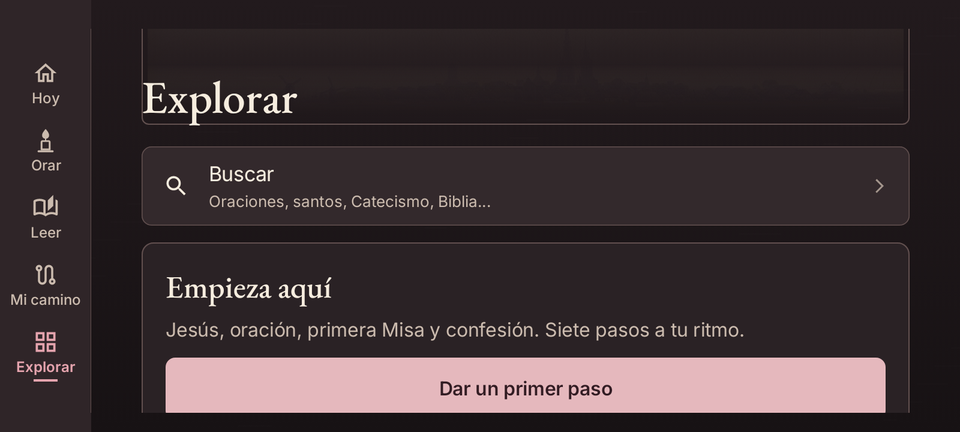 Hoy
Orar
Leer
Mi camino
Explorar
Explorar
Buscar
Oraciones, santos, Catecismo, Biblia...
Empieza aquí
Jesús, oración, primera Misa y confesión. Siete pasos a tu ritmo.
Dar un primer paso